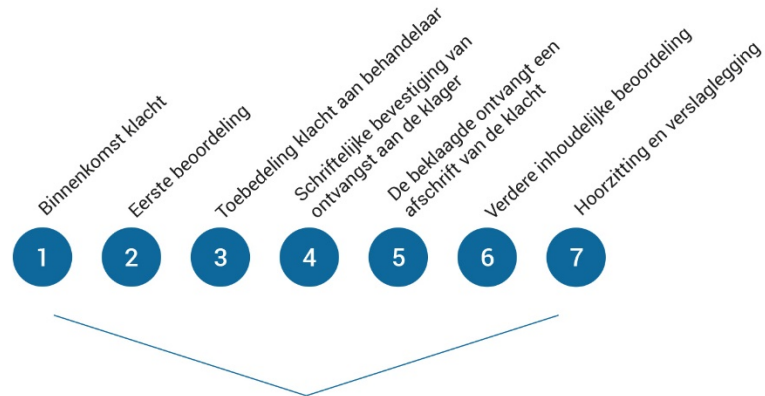 Binnenkomst klacht
Eerste beoordeling
Toebedeling klacht aan behandelaar
Schriftelijke bevestiging van
ontvangst aan de klager
De beklaagde ontvangt een
afschrift van de klacht
Verdere inhoudelijke beoordeling
Hoorzitting en verslaglegging
1
2
3
4
5
6
7